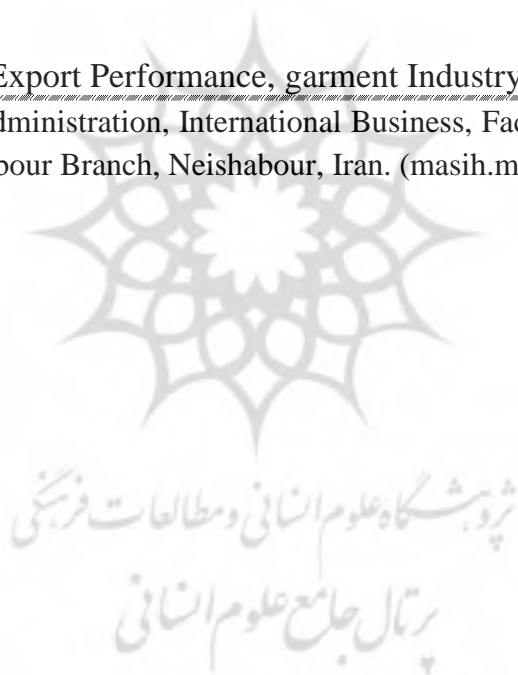 Export Performance, garment Industry
dministration, International Business, Fac
bour Branch, Neishabour, Iran. (masih.m
پژوهشگاه علوم انسانی و مطالعات فرهنگی
پرتال جامع علوم انسانی